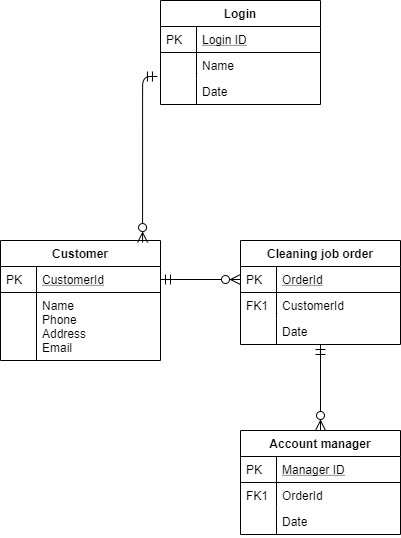 Login
PK Login ID
Name
Date
Customer
PK CustomerId
Name
Phone
Address
Email
Cleaning job order
PK OrderId
FK1 CustomerId
Date
Account manager
PK Manager ID
FK1 OrderId
Date